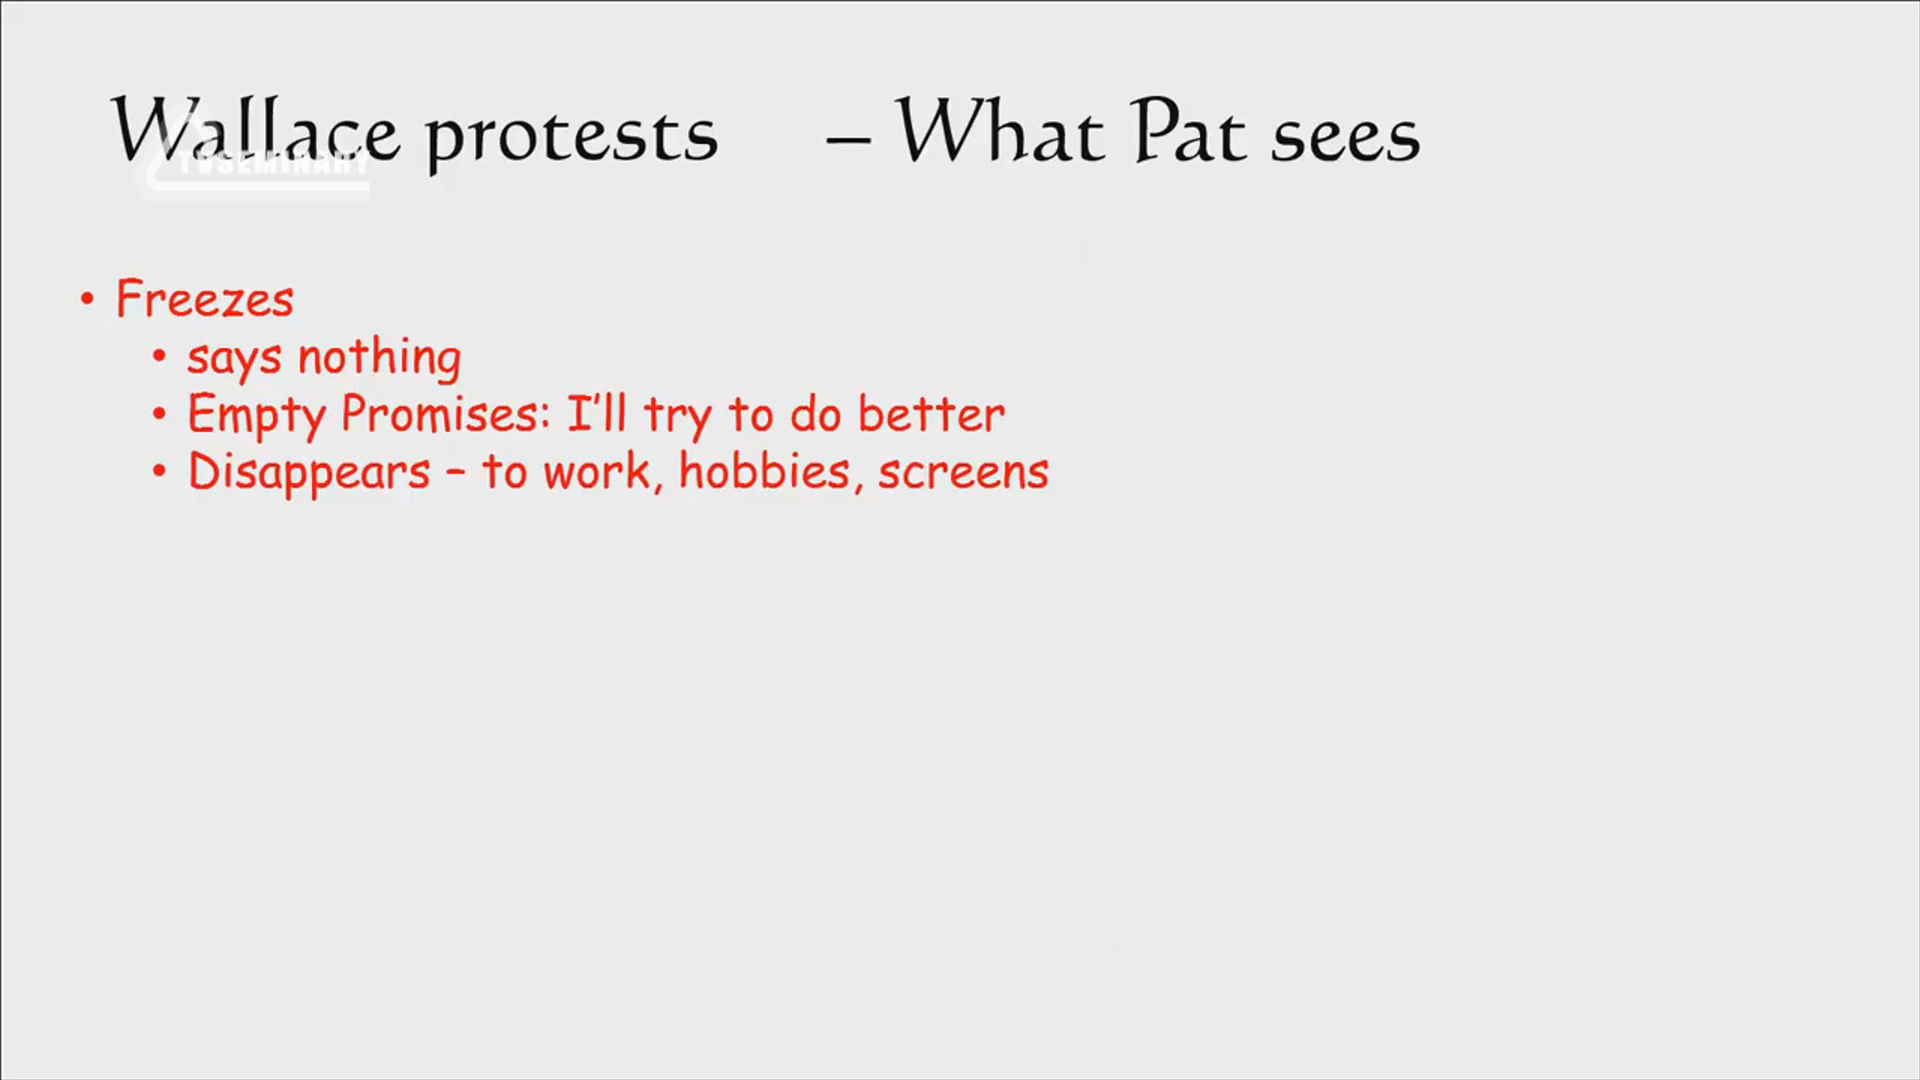 Wallace protests – What Pat sees
TVSEMINARY
• Freezes
• says nothing
• Empty Promises: I'll try to do better
• Disappears – to work, hobbies, screens